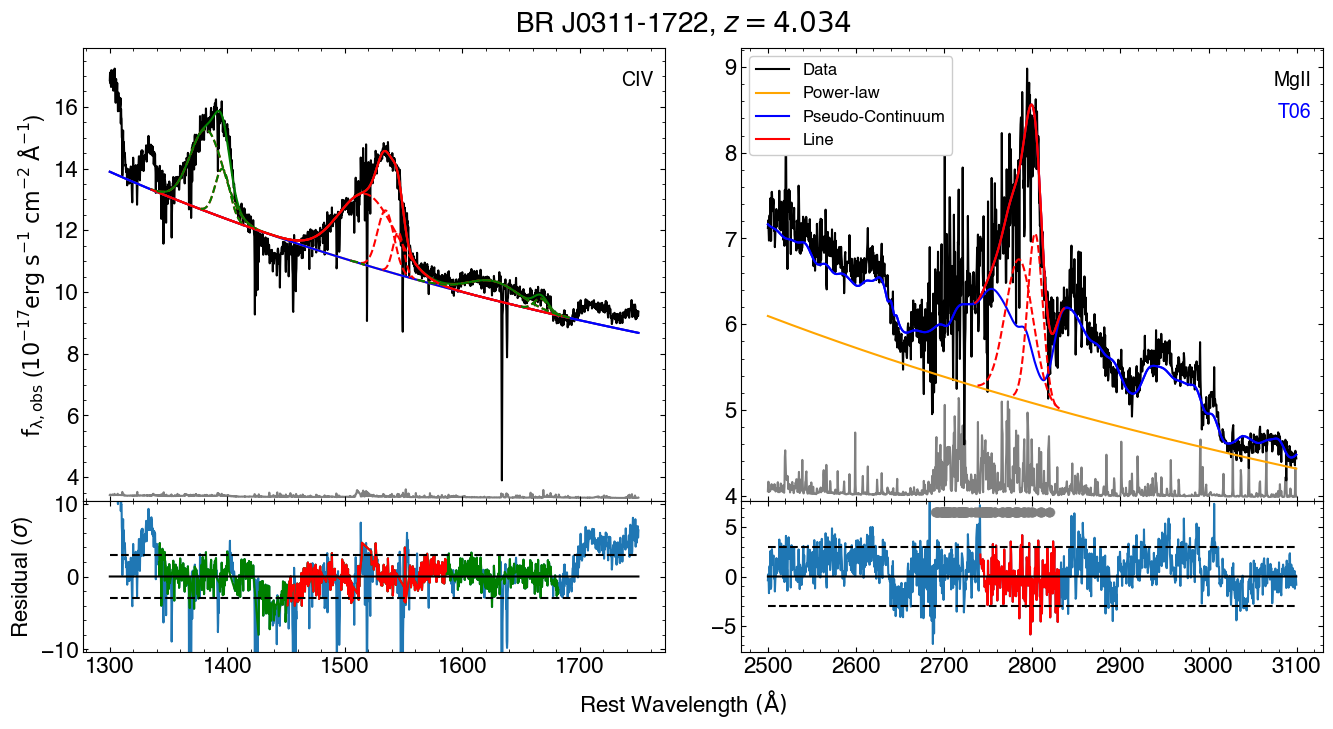 BR J0311-1722, z = 4.034
CIV
16
14
12
10
8
6
4
f_λ,obs (10^−17 erg s^−1 cm^−2 Å^−1)
10
0
−10
Residual (σ)
1300 1400 1500 1600 1700
Data
Power-law
Pseudo-Continuum
Line
MgII
T06
9
8
7
6
5
4
5
0
−5
2500 2600 2700 2800 2900 3000 3100
Rest Wavelength (Å)